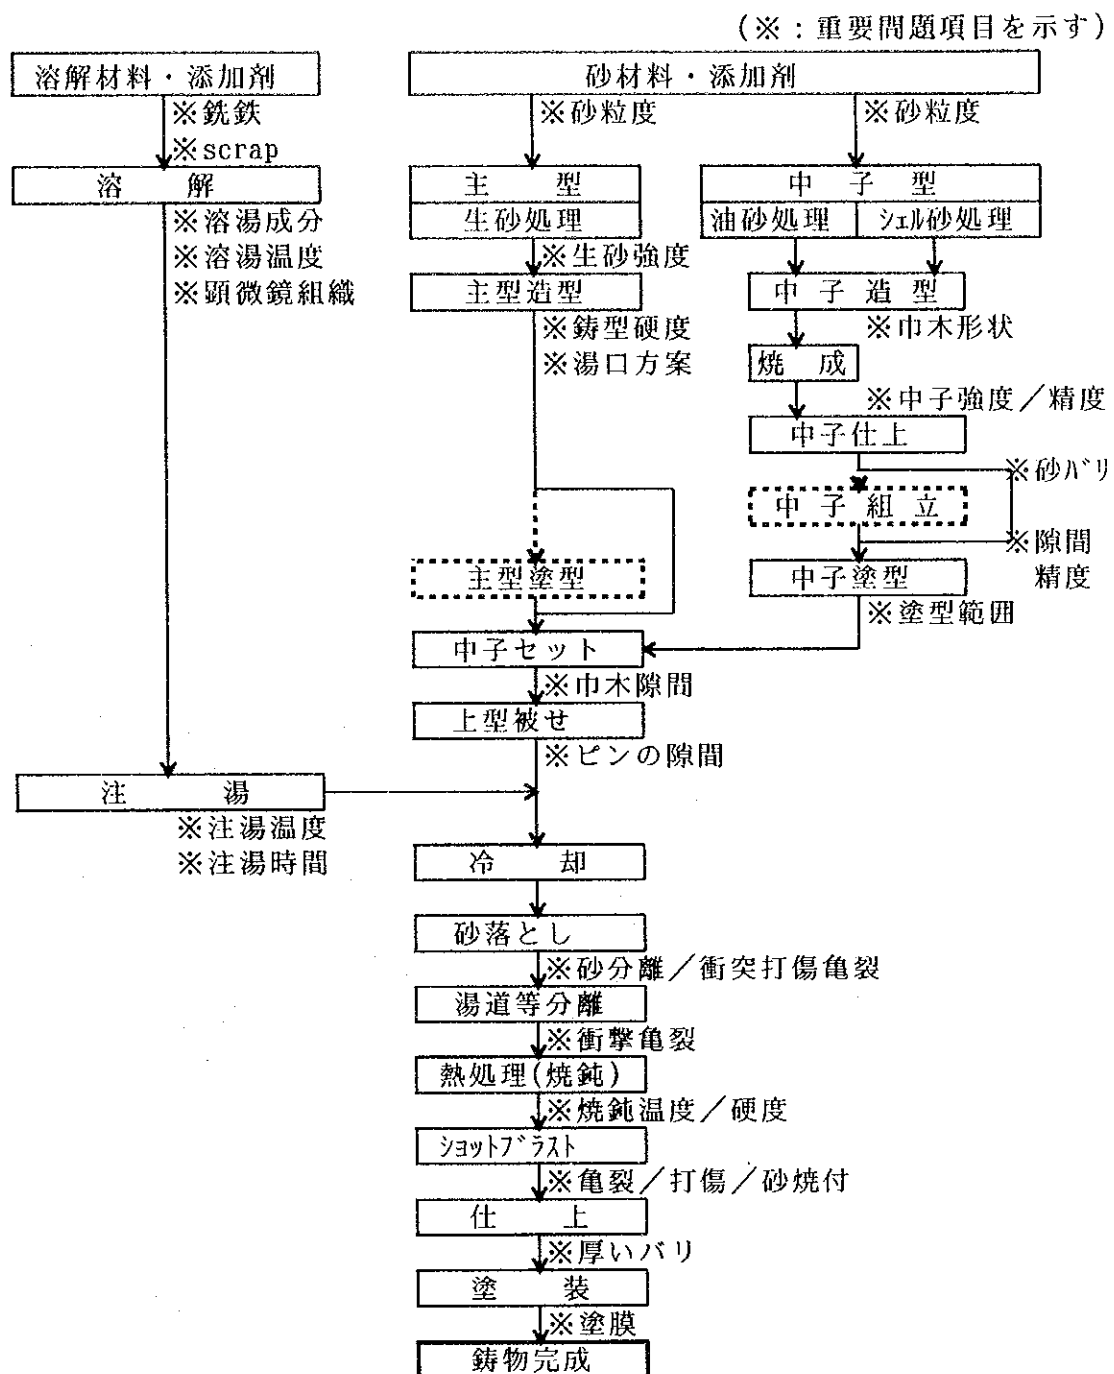 (※：重要問題項目を示す)
溶解材料・添加剤
砂材料・添加剤
※銑鉄
※砂粒度
※砂粒度
※scrap
溶　解
主　型
中　子　型
※溶湯成分
生砂処理
油砂処理
ｼｪﾙ砂処理
※溶湯温度
※生砂強度
※顕微鏡組織
主型造型
中子造型
※鋳型硬度
※巾木形状
※湯口方案
焼　成
※中子強度／精度
中子仕上
※砂ﾊﾞﾘ
中子組立
※隙間
精度
主型塗型
中子塗型
※塗型範囲
中子セット
※巾木隙間
上型被せ
※ピンの隙間
注　湯
※注湯温度
※注湯時間
冷　却
砂落とし
※砂分離／衝突打傷亀裂
湯道等分離
※衝撃亀裂
熱処理(焼鈍)
※焼鈍温度／硬度
ｼｮｯﾄﾌﾞﾗｽﾄ
※亀裂／打傷／砂焼付
仕　上
※厚いバリ
塗　装
※塗膜
鋳物完成